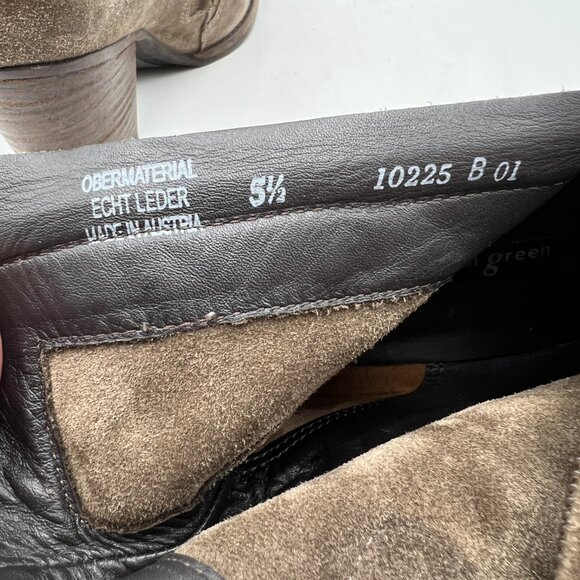 OBERMATERIAL
ECHT LEDER
MADE IN AUSTRIA
5½
10225 B 01
green